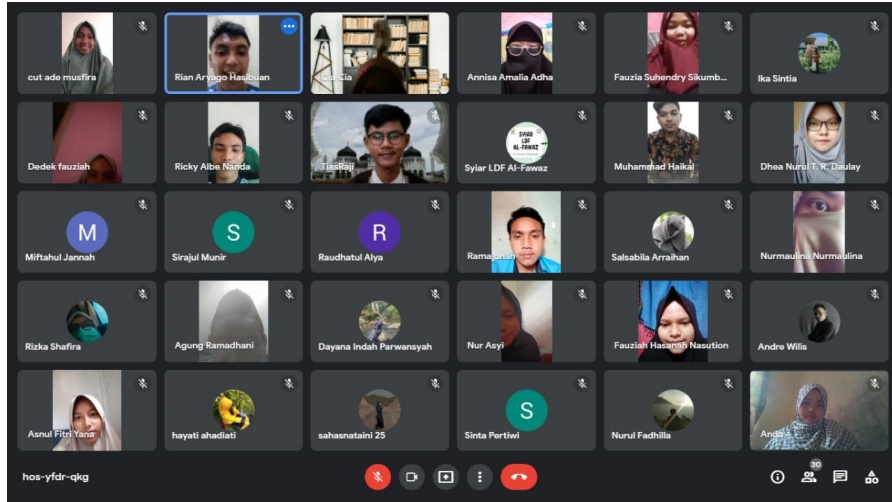 cut ade musfira
Rian Aryago Hasibuan
Cia Cia
Annisa Amalia Adha
Fauzia Suhendry Sikumb...
Ika Sintia
Dedek fauziah
Ricky Albe Nanda
TiasRaji
SYIAR
LDF
AL-FAWAZ
Syiar LDF Al-Fawaz
Muhammad Haikal
Dhea Nurul T. R. Daulay
M
Miftahul Jannah
S
Sirajul Munir
R
Raudhatul Alya
Ramadhan
Salsabila Arraihan
Nurmaulina Nurmaulina
Rizka Shafira
Agung Ramadhani
Dayana Indah Parwansyah
Nur Asyi
Fauziah Hasanah Nasution
Andre Wilis
Asnul Fitri Yana
hayati ahadiati
sahasnataini 25
S
Sinta Pertiwi
Nurul Fadhilla
Anda
hos-yfdr-qkg
30